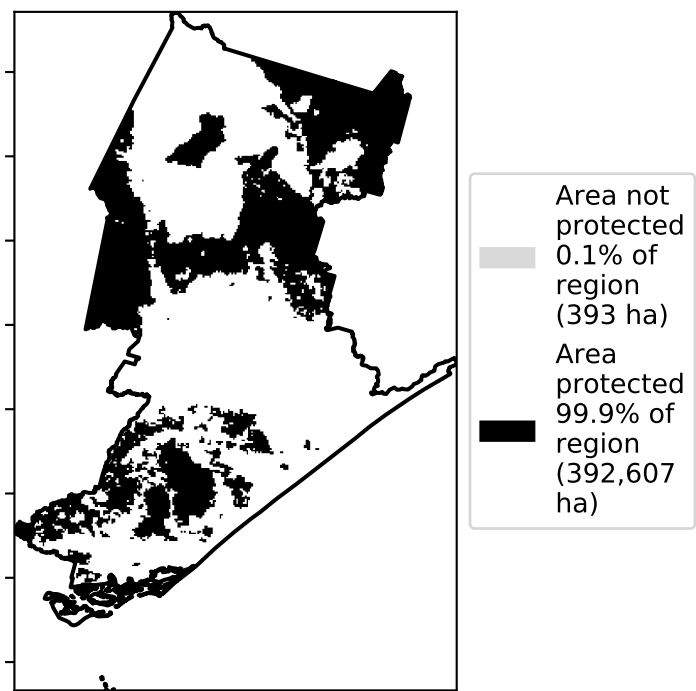 Area not
protected
0.1% of
region
(393 ha)
Area
protected
99.9% of
region
(392,607
ha)